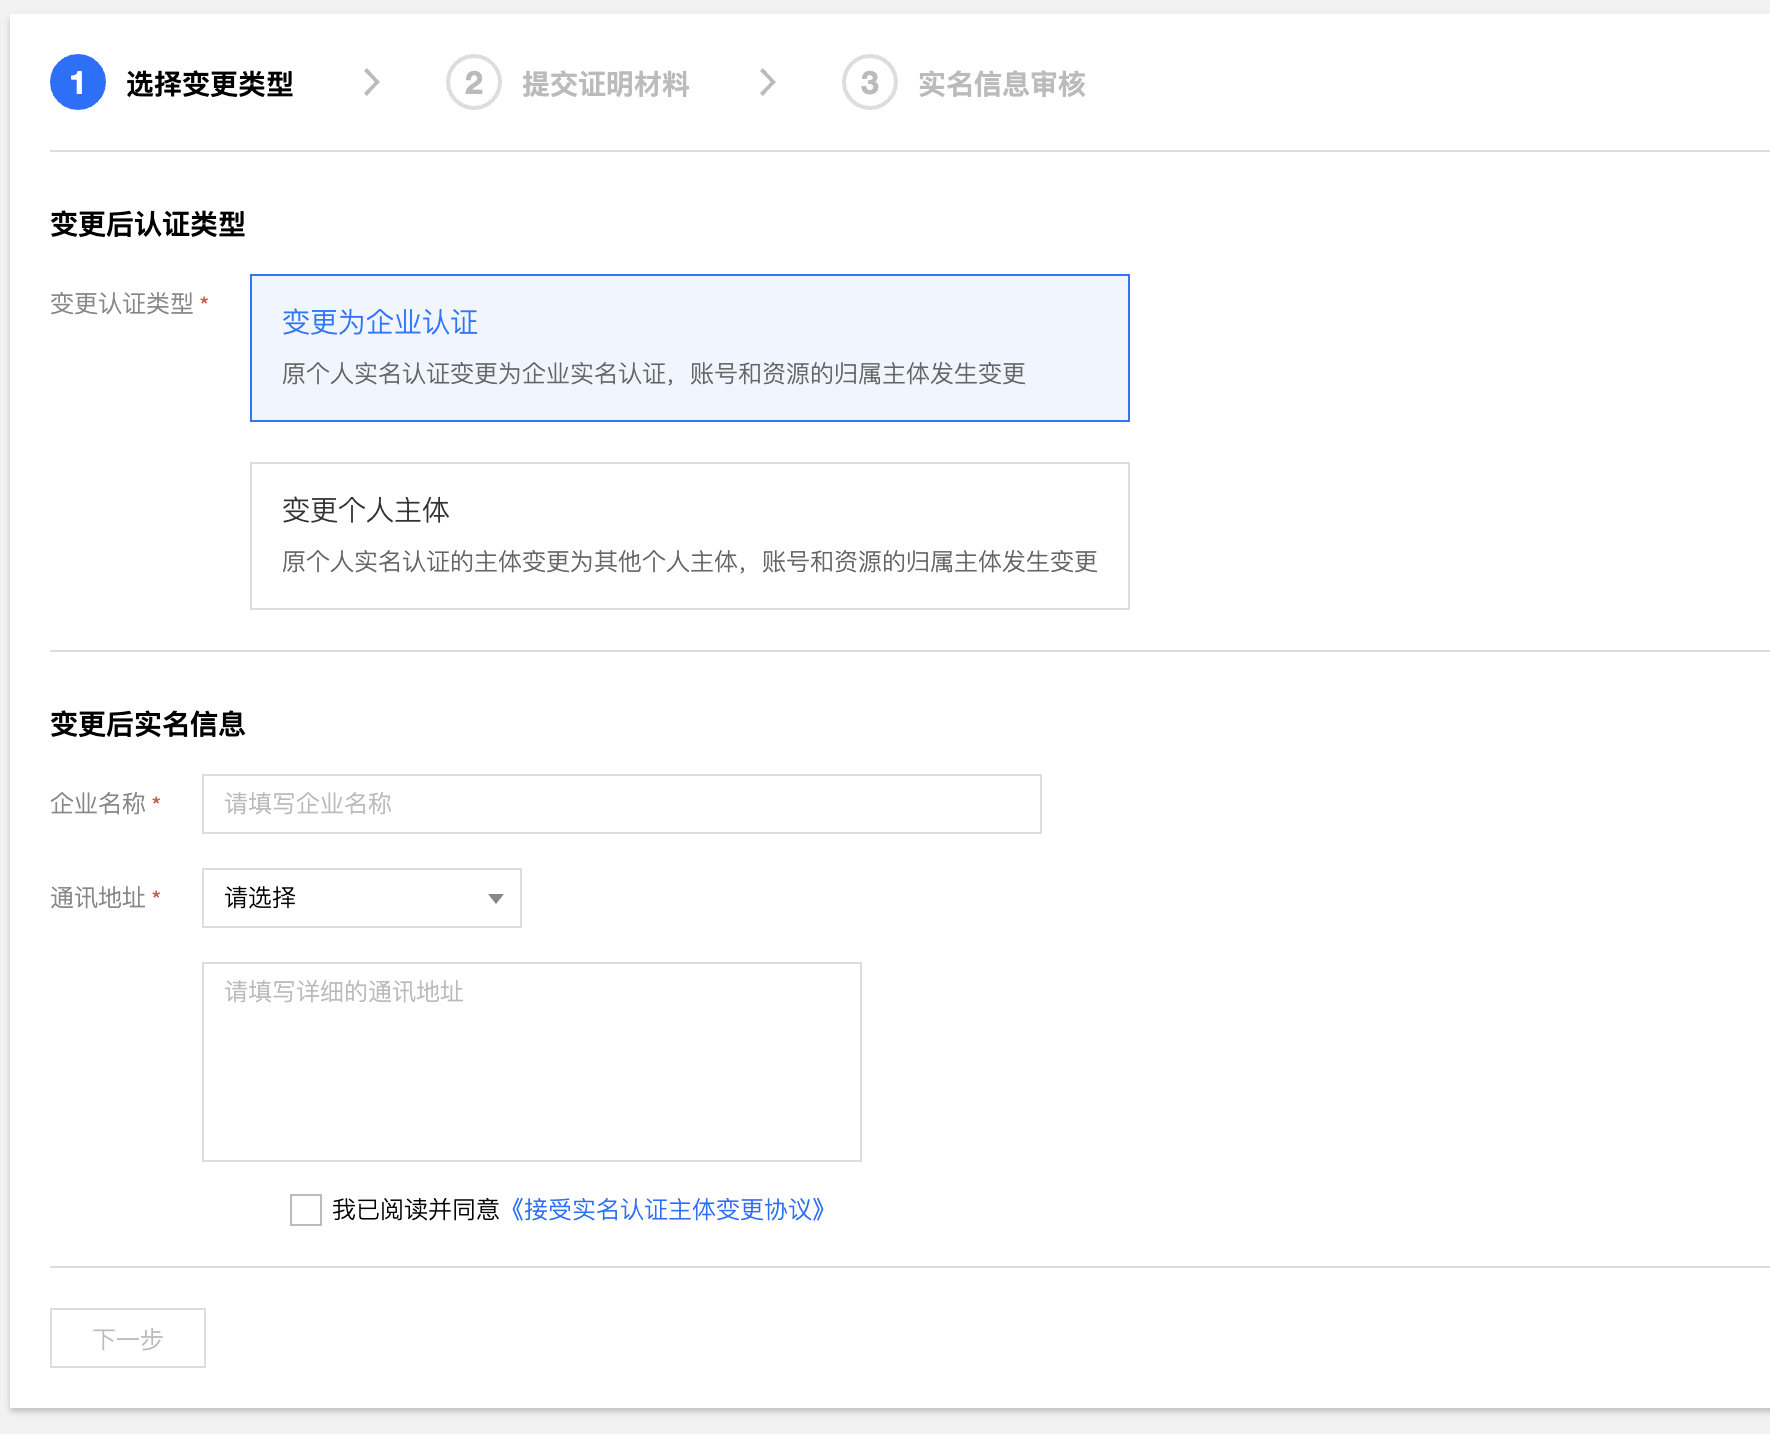 1 选择变更类型 2 提交证明材料 3 实名信息审核
变更后认证类型
变更认证类型 *
变更为企业认证
原个人实名认证变更为企业实名认证，账号和资源的归属主体发生变更
变更个人主体
原个人实名认证的主体变更为其他个人主体，账号和资源的归属主体发生变更
变更后实名信息
企业名称 * 请填写企业名称
通讯地址 * 请选择
请填写详细的通讯地址
我已阅读并同意《接受实名认证主体变更协议》
下一步